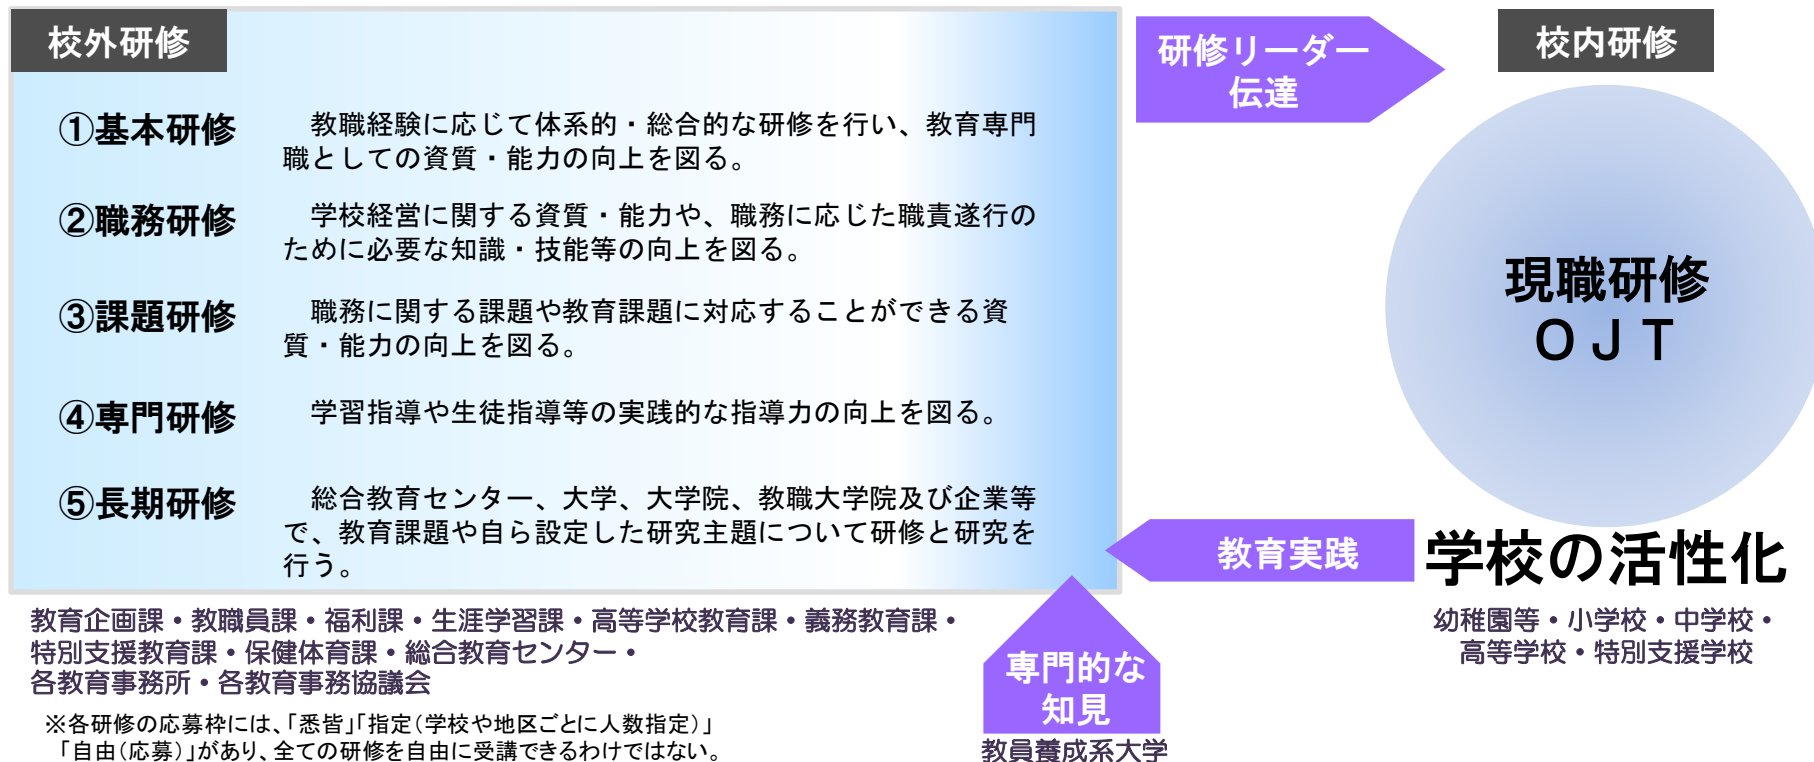 校外研修
①基本研修
教職経験に応じて体系的・総合的な研修を行い、教育専門
職としての資質・能力の向上を図る。
②職務研修
学校経営に関する資質・能力や、職務に応じた職責遂行の
ために必要な知識・技能等の向上を図る。
③課題研修
職務に関する課題や教育課題に対応することができる資
質・能力の向上を図る。
④専門研修
学習指導や生徒指導等の実践的な指導力の向上を図る。
⑤長期研修
総合教育センター、大学、大学院、教職大学院及び企業等
で、教育課題や自ら設定した研究主題について研修と研究を
行う。
教育企画課・教職員課・福利課・生涯学習課・高等学校教育課・義務教育課・
特別支援教育課・保健体育課・総合教育センター・
各教育事務所・各教育事務協議会
※各研修の応募枠には、「悉皆」「指定(学校や地区ごとに人数指定)」
「自由(応募)」があり、全ての研修を自由に受講できるわけではない。
研修リーダー
伝達
校内研修
現職研修
ＯＪＴ
教育実践
学校の活性化
幼稚園等・小学校・中学校・
高等学校・特別支援学校
専門的な
知見
教員養成系大学